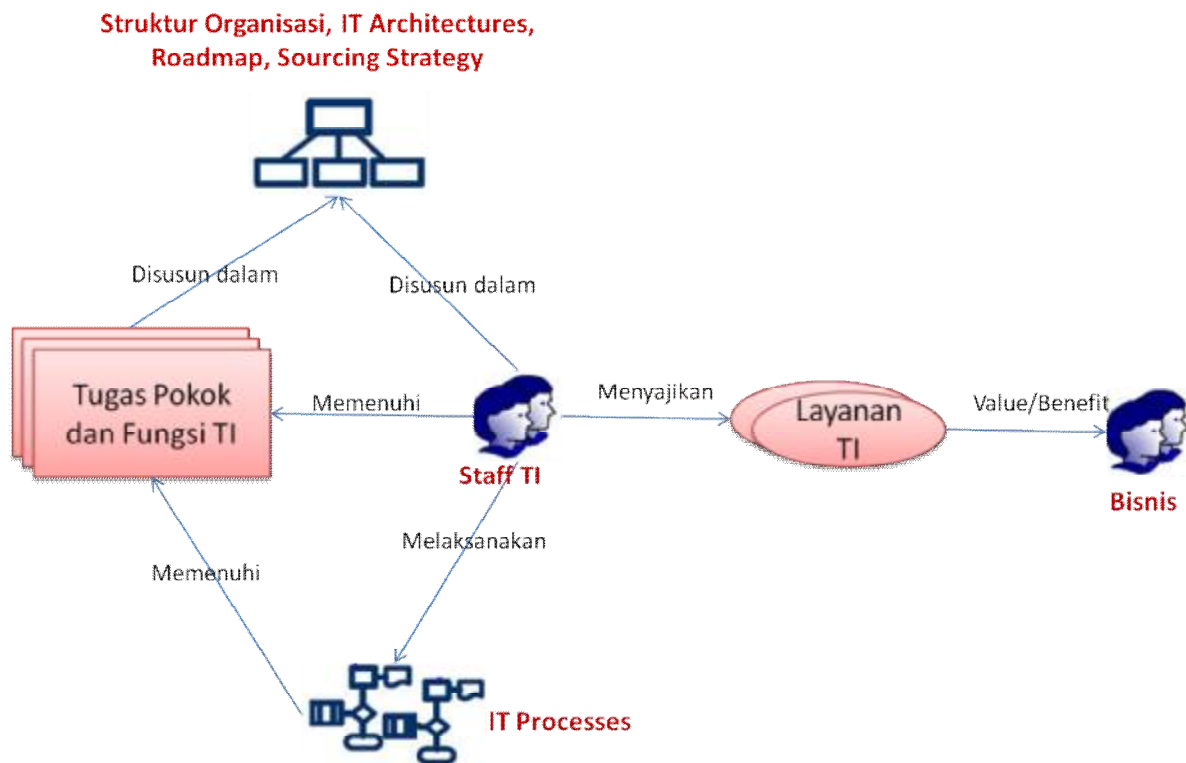 Struktur Organisasi, IT Architectures,
Roadmap, Sourcing Strategy
Disusun dalam
Disusun dalam
Tugas Pokok
dan Fungsi TI
Memenuhi
Staff TI
Menyajikan
Layanan
TI
Value/Benefit
Bisnis
Melaksanakan
Memenuhi
IT Processes